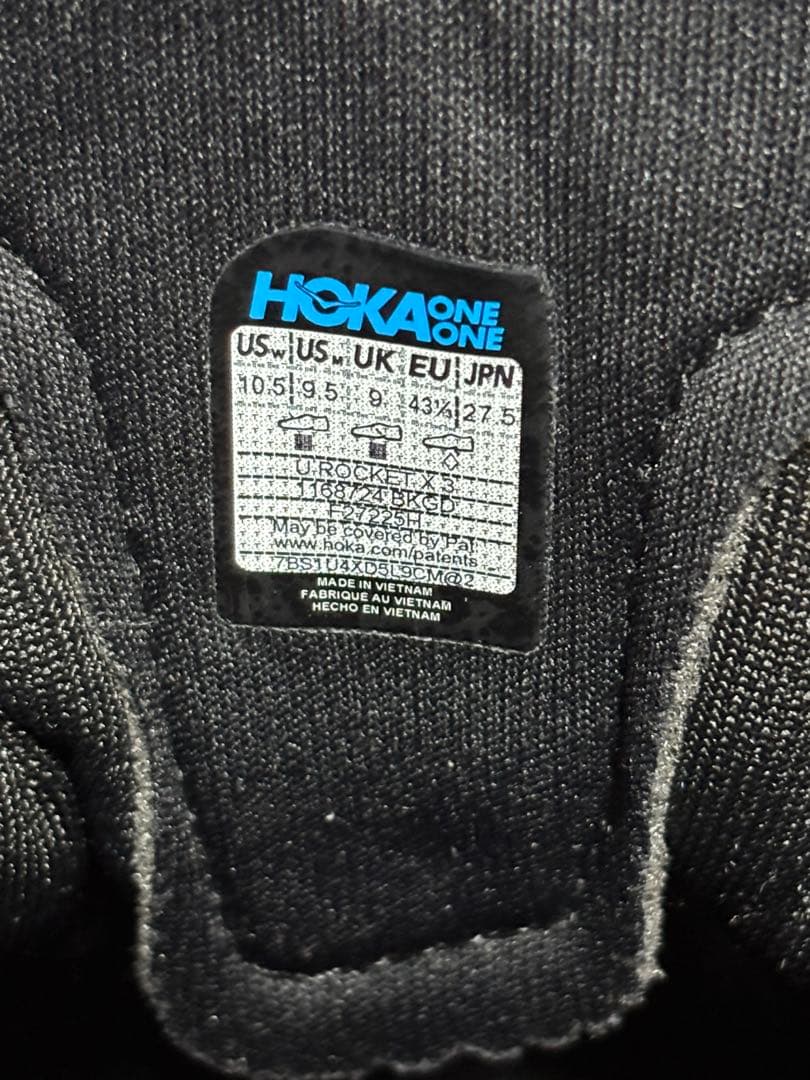 HOKA ONE ONE
USW USM UK EU JPN
10.5 9.5 9 43⅓ 27.5
U ROCKET X 3
1168724 BKGD
F27225H
May be covered by Pat.
www.hoka.com/patents
7BS1U4XD5L9CM@2
MADE IN VIETNAM
FABRIQUE AU VIETNAM
HECHO EN VIETNAM